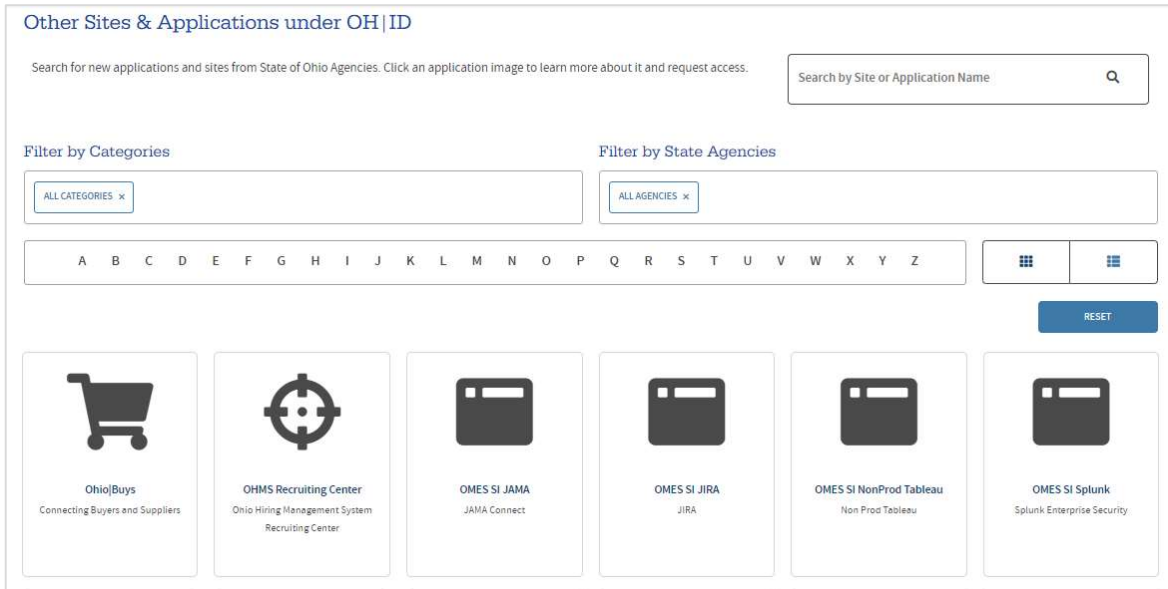 Other Sites & Applications under OH|ID
Search for new applications and sites from State of Ohio Agencies. Click an application image to learn more about it and request access.
Search by Site or Application Name
Filter by Categories
Filter by State Agencies
ALL CATEGORIES ×
ALL AGENCIES ×
A B C D E F G H I J K L M N O P Q R S T U V W X Y Z
RESET
Ohio|Buys
Connecting Buyers and Suppliers
OHMS Recruiting Center
Ohio Hiring Management System
Recruiting Center
OMES SI JAMA
JAMA Connect
OMES SI JIRA
JIRA
OMES SI NonProd Tableau
Non Prod Tableau
OMES SI Splunk
Splunk Enterprise Security